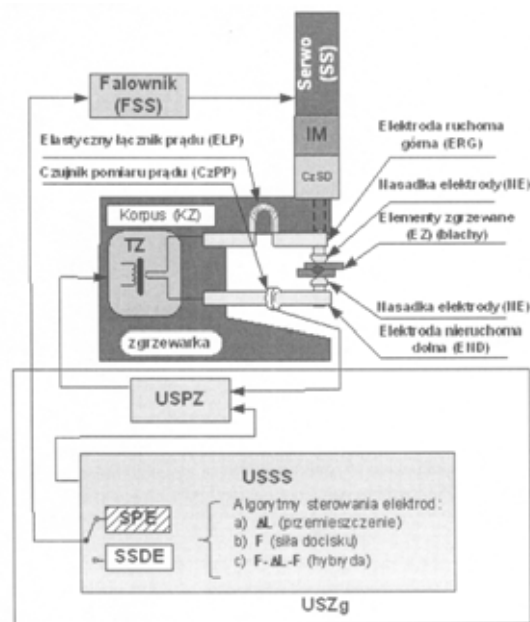 Serwo (SS)
Falownik
(FSS)
IM
CzSD
Elastyczny łącznik prądu (ELP)
Czujnik pomiaru prądu (CzPP)
Korpus (KZ)
TZ
zgrzewarka
Elektroda ruchoma
górna (ERG)
Nasadka elektrody (NE)
Elementy zgrzewane
(EZ) (blachy)
Nasadka elektrody (NE)
Elektroda nieruchoma
dolna (END)
USPZ
USSS
SPE
SSDE
Algorytmy sterowania elektrod:
a) ΔL (przemieszczenie)
b) F (siła docisku)
c) F-ΔL-F (hybryda)
USZg